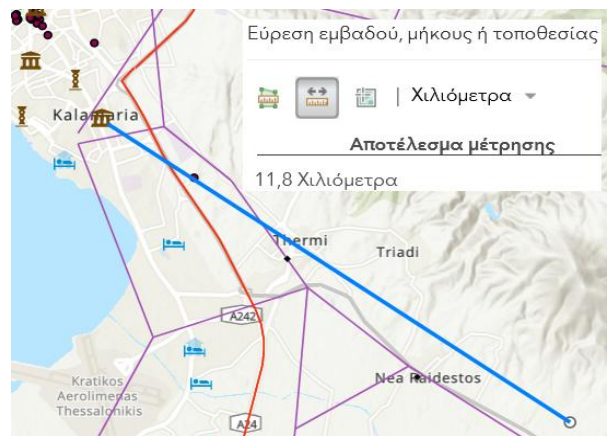 Εύρεση εμβαδού, μήκους ή τοποθεσίας
| Χιλιόμετρα
Αποτέλεσμα μέτρησης
11,8 Χιλιόμετρα
Kalamaria
Thermi
Triadi
A242
Nea Raidestos
Kratikos
Aerolimenas
Thessalonikis
A24